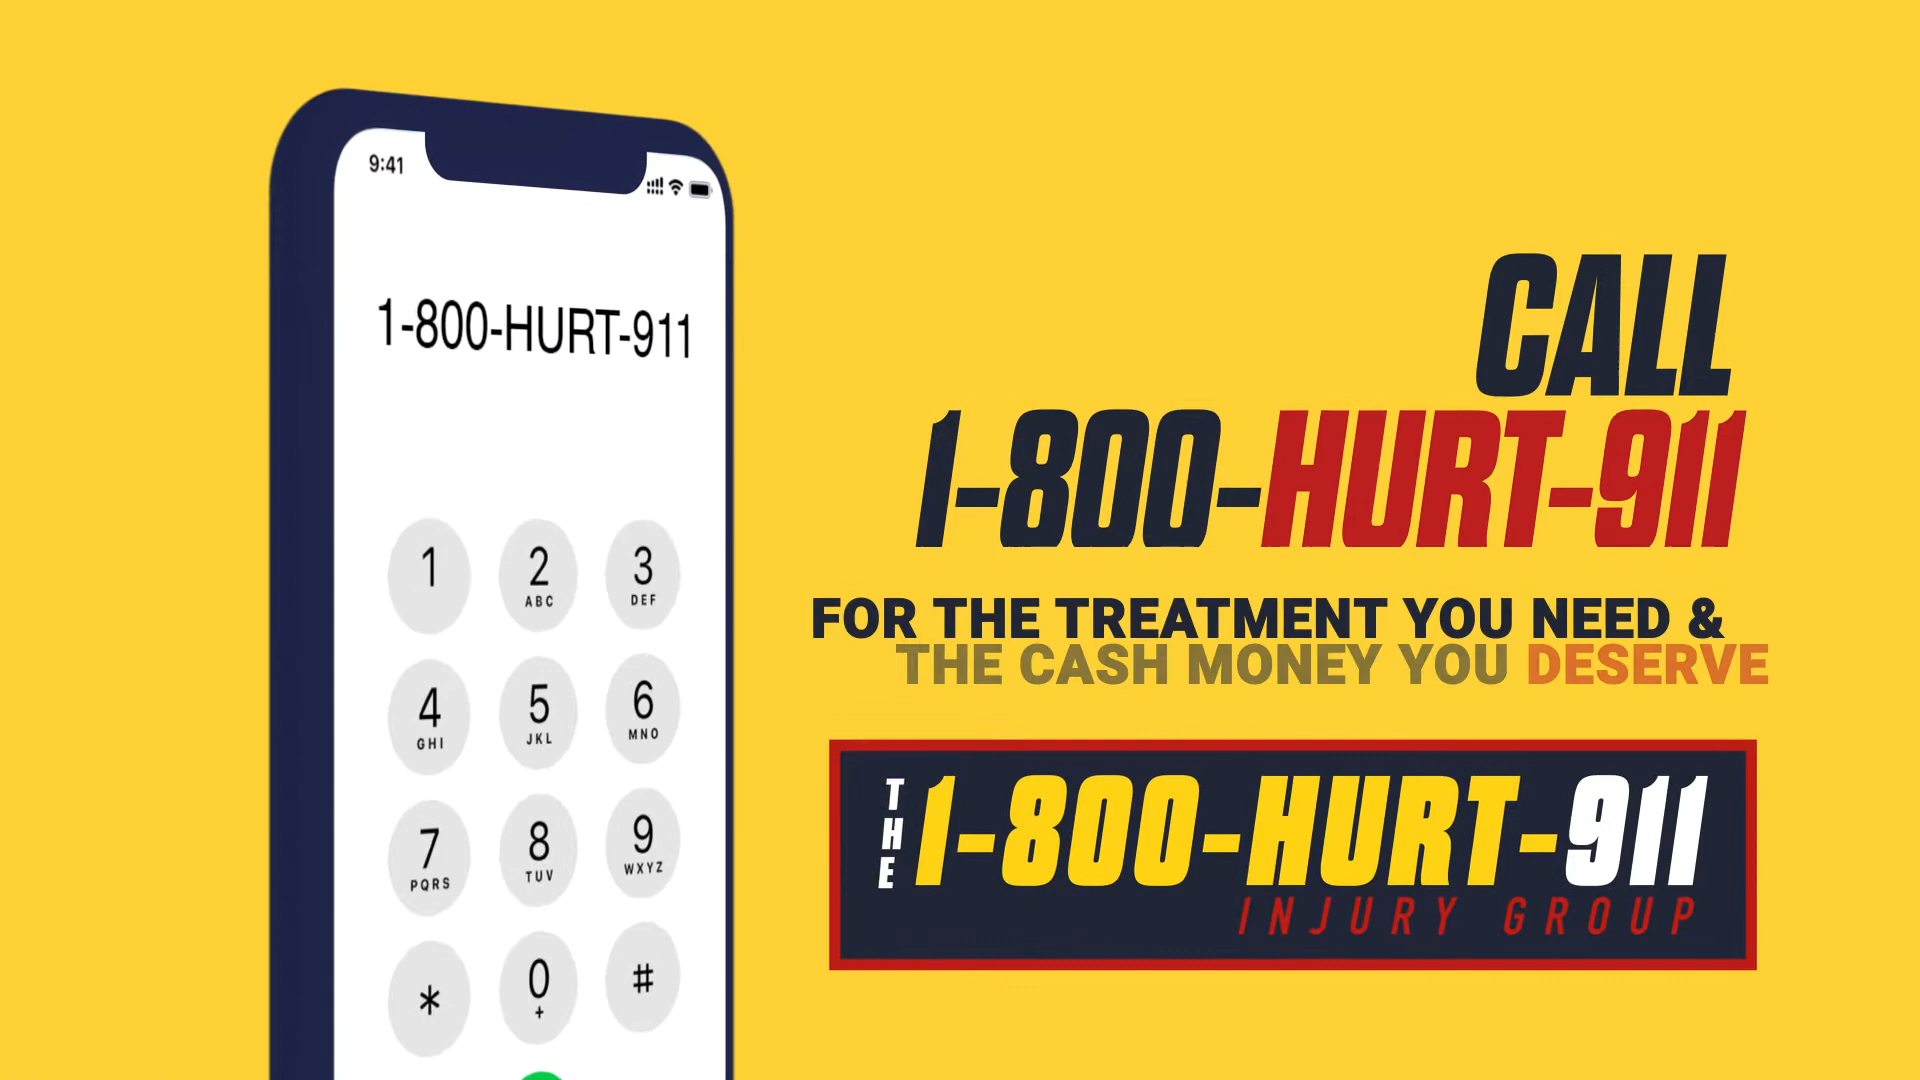 9:41
1-800-HURT-911
1
2
ABC
3
DEF
4
GHI
5
JKL
6
MNO
7
PQRS
8
TUV
9
WXYZ
*
0
+
#
CALL
1-800-HURT-911
FOR THE TREATMENT YOU NEED &
THE CASH MONEY YOU DESERVE
THE
1-800-HURT-911
INJURY GROUP